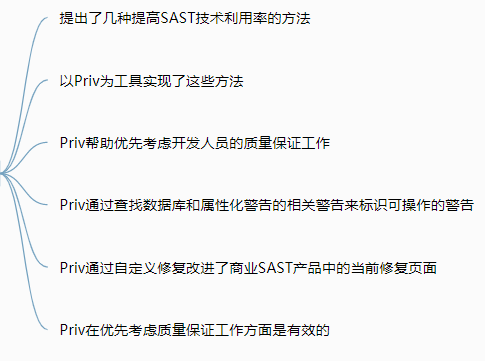 提出了几种提高SAST技术利用率的方法
以Priv为工具实现了这些方法
Priv帮助优先考虑开发人员的质量保证工作
Priv通过查找数据库和属性化警告的相关警告来标识可操作的警告
Priv通过自定义修复改进了商业SAST产品中的当前修复页面
Priv在优先考虑质量保证工作方面是有效的